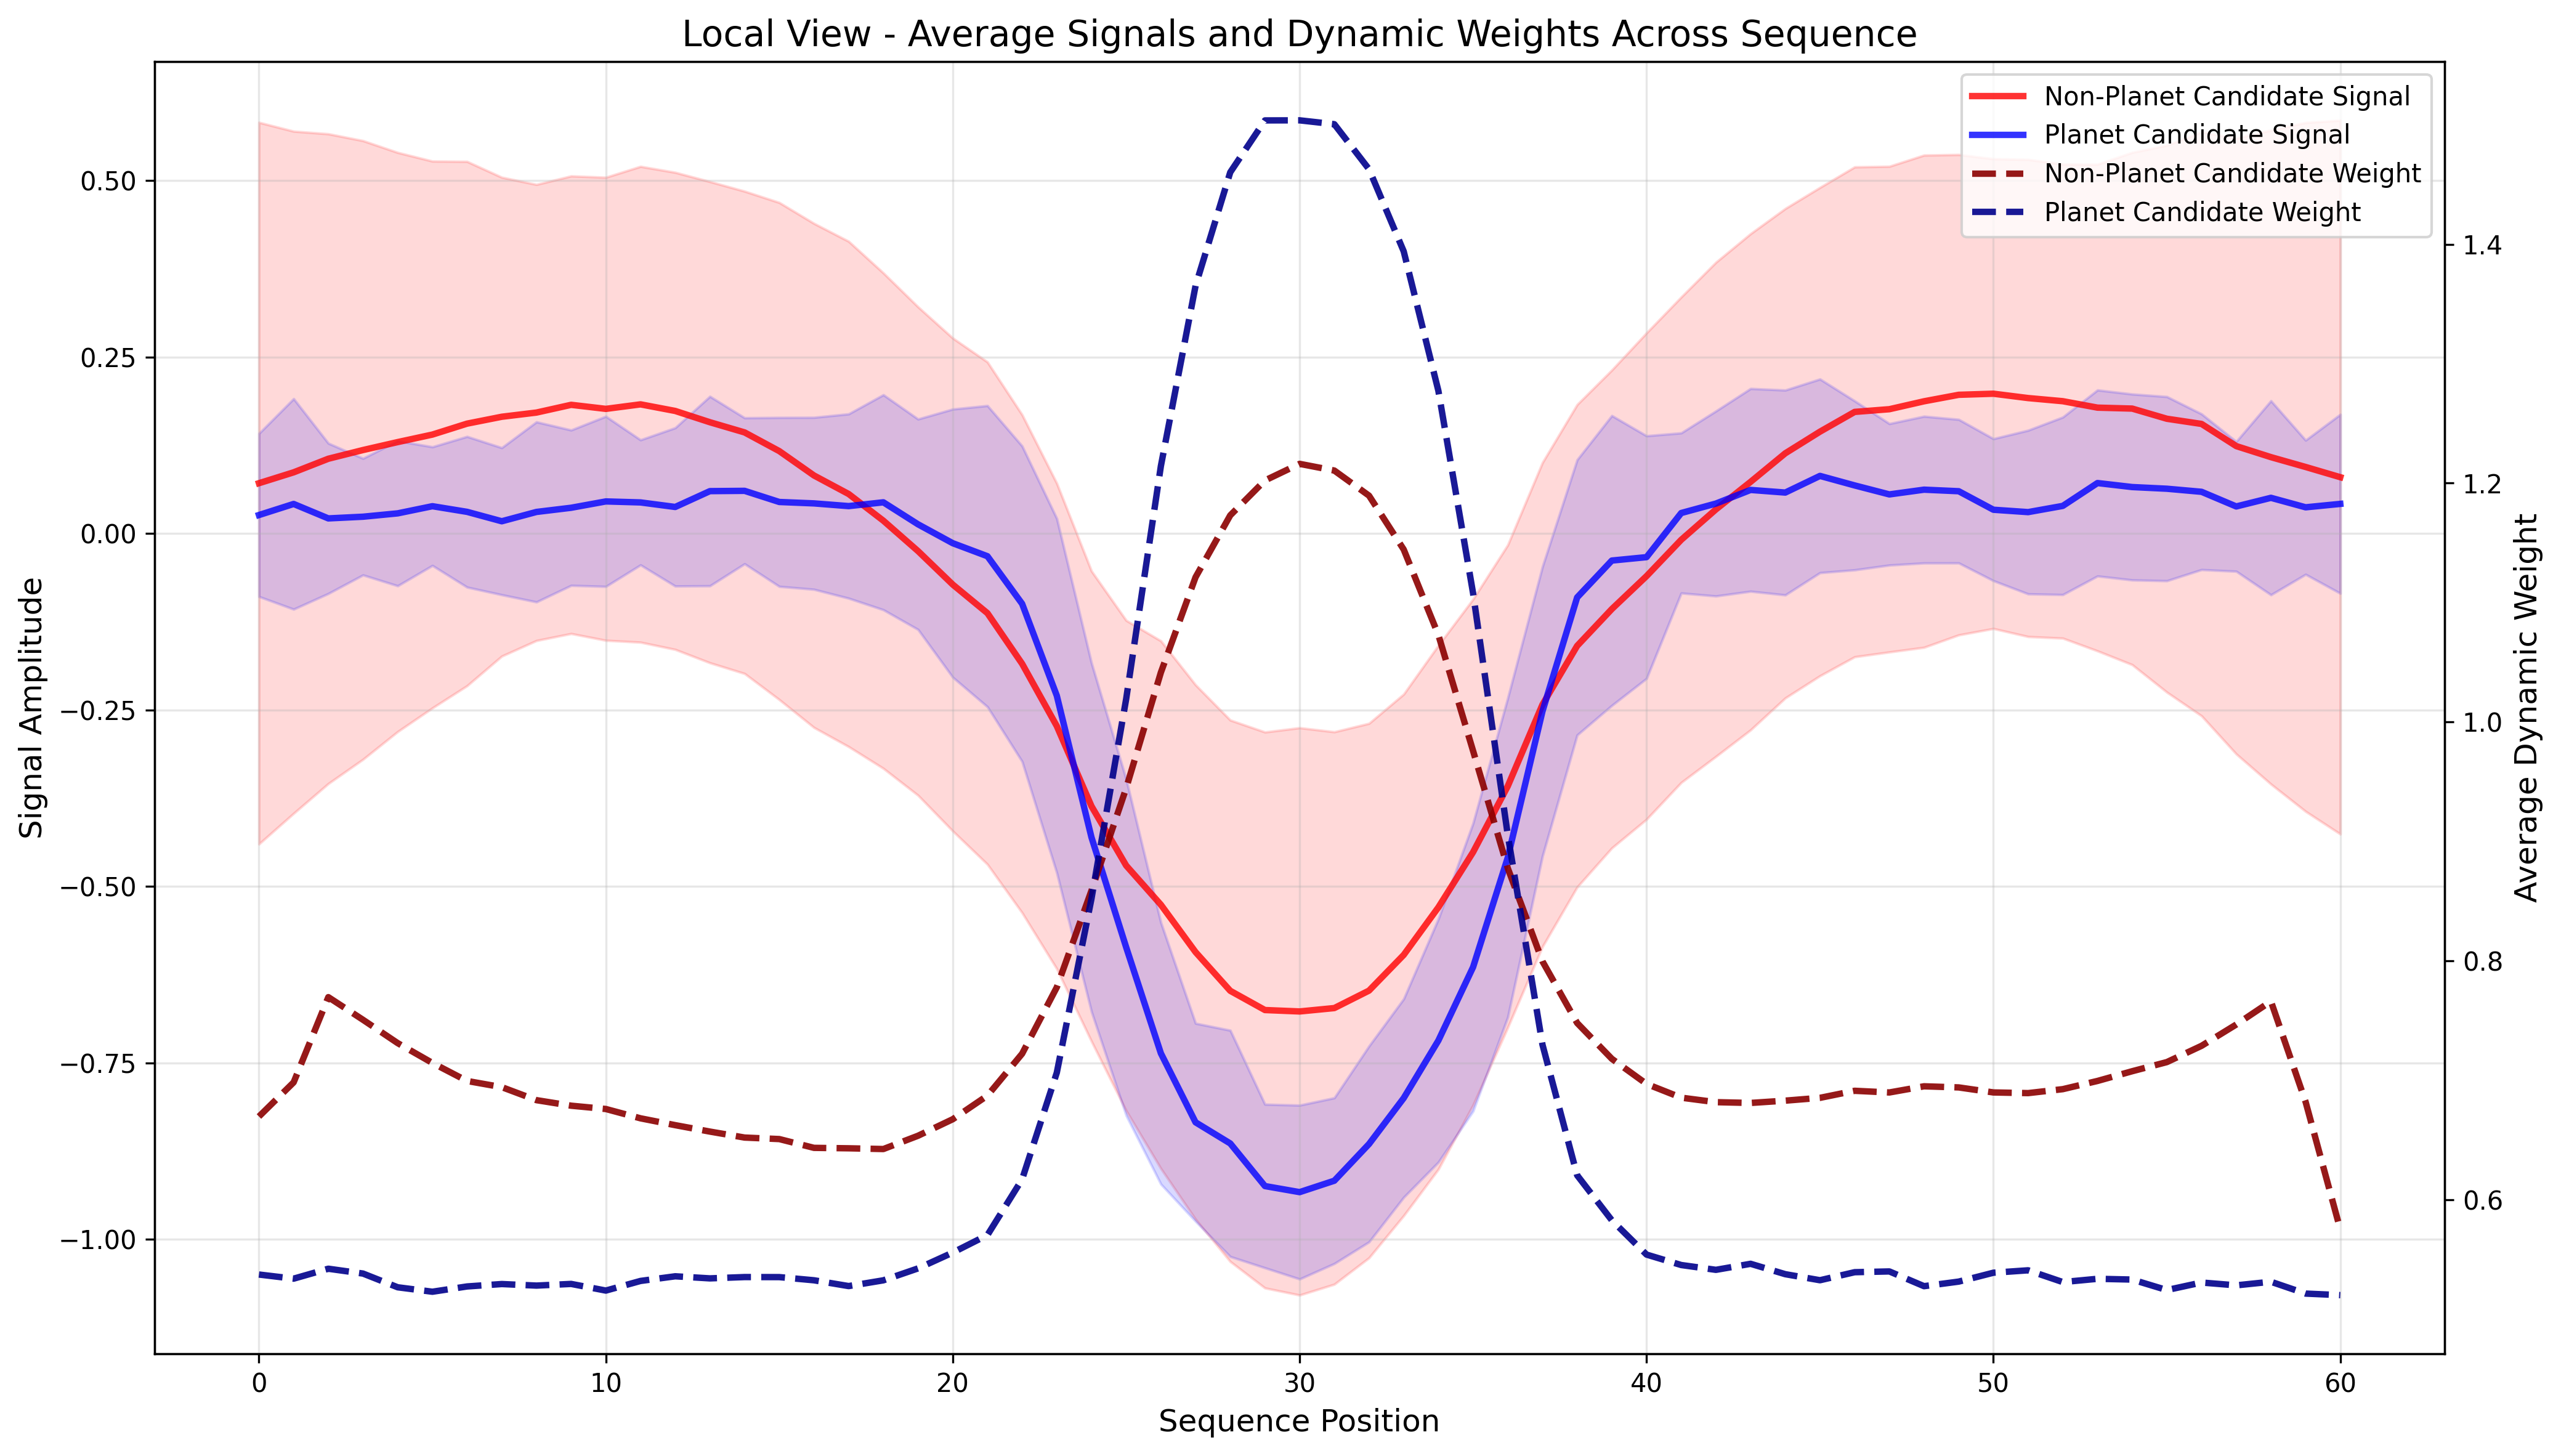 Local View - Average Signals and Dynamic Weights Across Sequence
Non-Planet Candidate Signal
Planet Candidate Signal
Non-Planet Candidate Weight
Planet Candidate Weight
Signal Amplitude
0.50
0.25
0.00
−0.25
−0.50
−0.75
−1.00
1.4
1.2
1.0
0.8
0.6
Average Dynamic Weight
0 10 20 30 40 50 60
Sequence Position